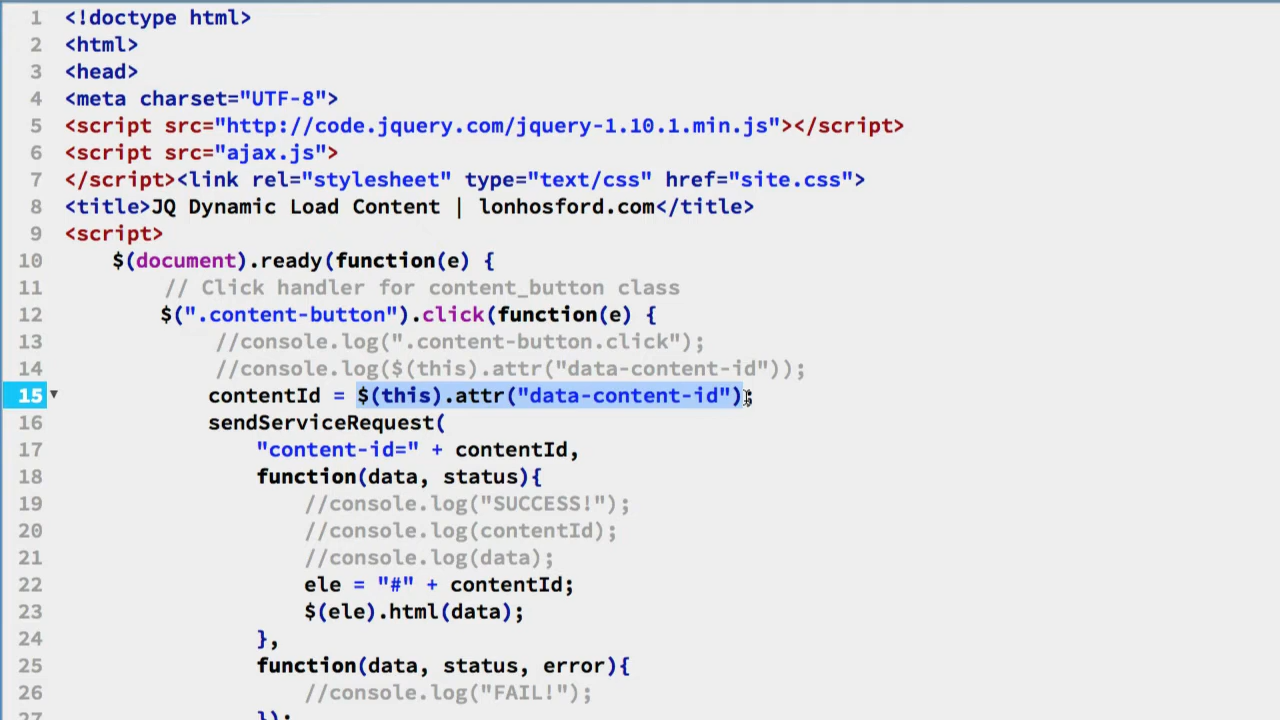 1 <!doctype html>
2 <html>
3 <head>
4 <meta charset="UTF-8">
5 <script src="http://code.jquery.com/jquery-1.10.1.min.js"></script>
6 <script src="ajax.js">
7 </script><link rel="stylesheet" type="text/css" href="site.css">
8 <title>JQ Dynamic Load Content | lonhosford.com</title>
9 <script>
10 $(document).ready(function(e) {
11 // Click handler for content_button class
12 $(".content-button").click(function(e) {
13 //console.log(".content-button.click");
14 //console.log($(this).attr("data-content-id"));
15 contentId = $(this).attr("data-content-id");
16 sendServiceRequest(
17 "content-id=" + contentId,
18 function(data, status){
19 //console.log("SUCCESS!");
20 //console.log(contentId);
21 //console.log(data);
22 ele = "#" + contentId;
23 $(ele).html(data);
24 },
25 function(data, status, error){
26 //console.log("FAIL!");
27 });